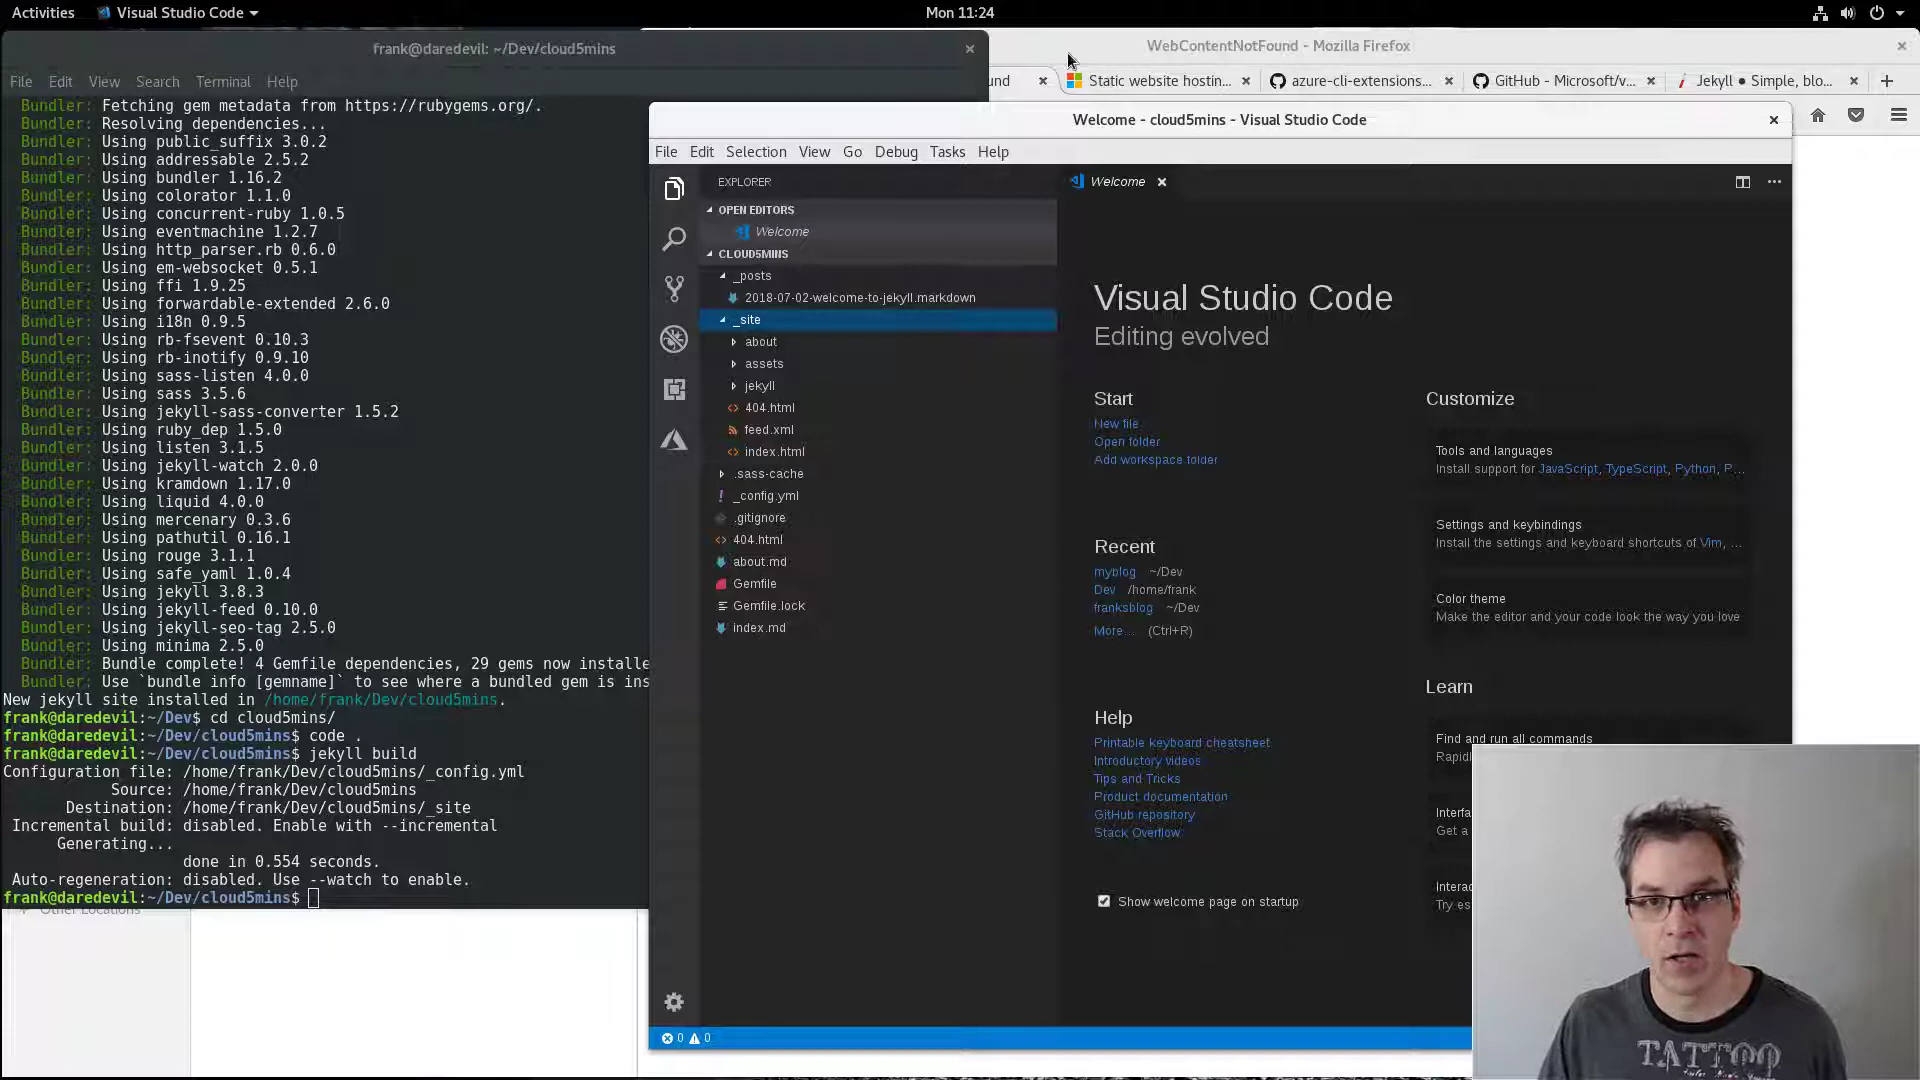 Activities
Visual Studio Code
Mon 11:24
frank@daredevil: ~/Dev/cloud5mins
File Edit View Search Terminal Help
Bundler: Fetching gem metadata from https://rubygems.org/.
Bundler: Resolving dependencies...
Bundler: Using public_suffix 3.0.2
Bundler: Using addressable 2.5.2
Bundler: Using bundler 1.16.2
Bundler: Using colorator 1.1.0
Bundler: Using concurrent-ruby 1.0.5
Bundler: Using eventmachine 1.2.7
Bundler: Using http_parser.rb 0.6.0
Bundler: Using em-websocket 0.5.1
Bundler: Using ffi 1.9.25
Bundler: Using forwardable-extended 2.6.0
Bundler: Using i18n 0.9.5
Bundler: Using rb-fsevent 0.10.3
Bundler: Using rb-inotify 0.9.10
Bundler: Using sass-listen 4.0.0
Bundler: Using sass 3.5.6
Bundler: Using jekyll-sass-converter 1.5.2
Bundler: Using ruby_dep 1.5.0
Bundler: Using listen 3.1.5
Bundler: Using jekyll-watch 2.0.0
Bundler: Using kramdown 1.17.0
Bundler: Using liquid 4.0.0
Bundler: Using mercenary 0.3.6
Bundler: Using pathutil 0.16.1
Bundler: Using rouge 3.1.1
Bundler: Using safe_yaml 1.0.4
Bundler: Using jekyll 3.8.3
Bundler: Using jekyll-feed 0.10.0
Bundler: Using jekyll-seo-tag 2.5.0
Bundler: Using minima 2.5.0
Bundler: Bundle complete! 4 Gemfile dependencies, 29 gems now installe
Bundler: Use `bundle info [gemname]` to see where a bundled gem is ins
New jekyll site installed in /home/frank/Dev/cloud5mins.
frank@daredevil:~/Dev$ cd cloud5mins/
frank@daredevil:~/Dev/cloud5mins$ code .
frank@daredevil:~/Dev/cloud5mins$ jekyll build
Configuration file: /home/frank/Dev/cloud5mins/_config.yml
Source: /home/frank/Dev/cloud5mins
Destination: /home/frank/Dev/cloud5mins/_site
Incremental build: disabled. Enable with --incremental
Generating...
done in 0.554 seconds.
Auto-regeneration: disabled. Use --watch to enable.
frank@daredevil:~/Dev/cloud5mins$
Other Locations
WebContentNotFound - Mozilla Firefox
und
Static website hostin...
azure-cli-extensions...
GitHub - Microsoft/v...
Jekyll • Simple, blo...
Welcome - cloud5mins - Visual Studio Code
File Edit Selection View Go Debug Tasks Help
EXPLORER
OPEN EDITORS
Welcome
CLOUD5MINS
_posts
2018-07-02-welcome-to-jekyll.markdown
_site
about
assets
jekyll
404.html
feed.xml
index.html
.sass-cache
_config.yml
.gitignore
404.html
about.md
Gemfile
Gemfile.lock
index.md
Welcome
Visual Studio Code
Editing evolved
Start
New file
Open folder
Add workspace folder
Recent
myblog ~/Dev
Dev /home/frank
franksblog ~/Dev
More... (Ctrl+R)
Help
Printable keyboard cheatsheet
Introductory videos
Tips and Tricks
Product documentation
GitHub repository
Stack Overflow
Show welcome page on startup
Customize
Tools and languages
Install support for JavaScript, TypeScript, Python, P...
Settings and keybindings
Install the settings and keyboard shortcuts of Vim, ...
Color theme
Make the editor and your code look the way you love
Learn
Find and run all commands
Rapidl
Interfa
Get a
Interac
Try es
0 0
TATTOO